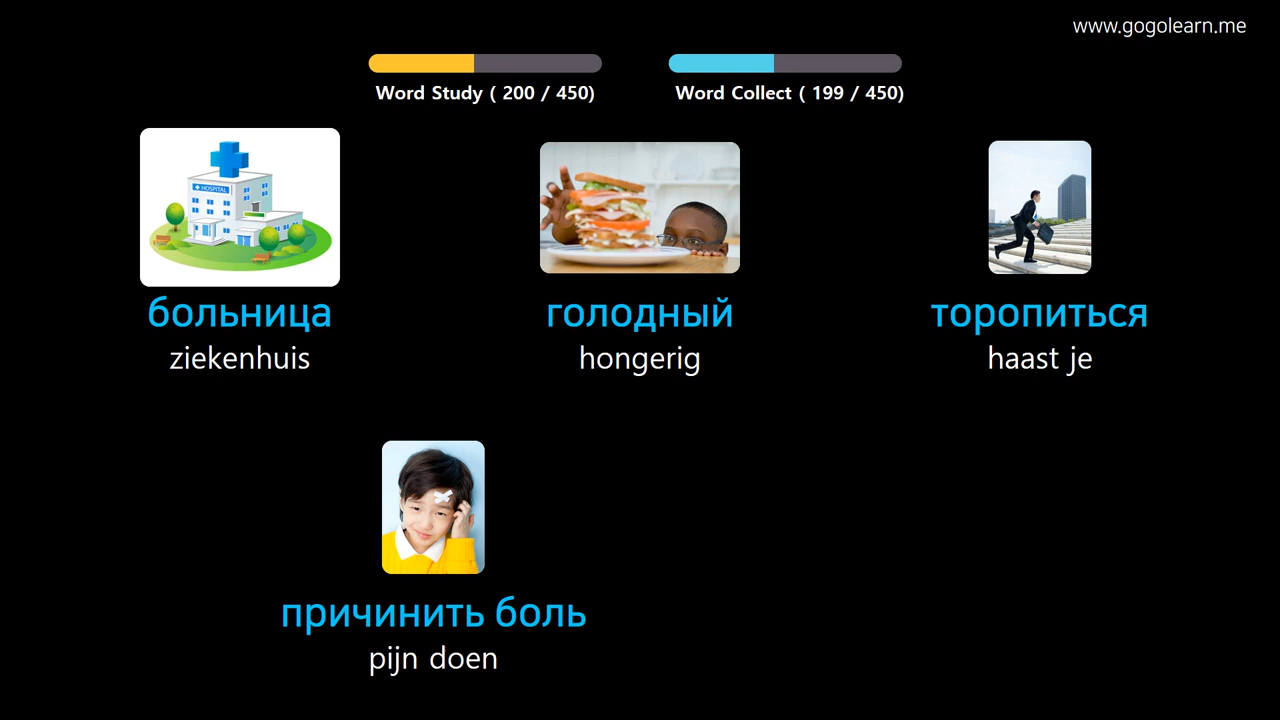 www.gogolearn.me
Word Study ( 200 / 450)
Word Collect ( 199 / 450)
HOSPITAL
больница
ziekenhuis
голодный
hongerig
торопиться
haast je
причинить боль
pijn doen